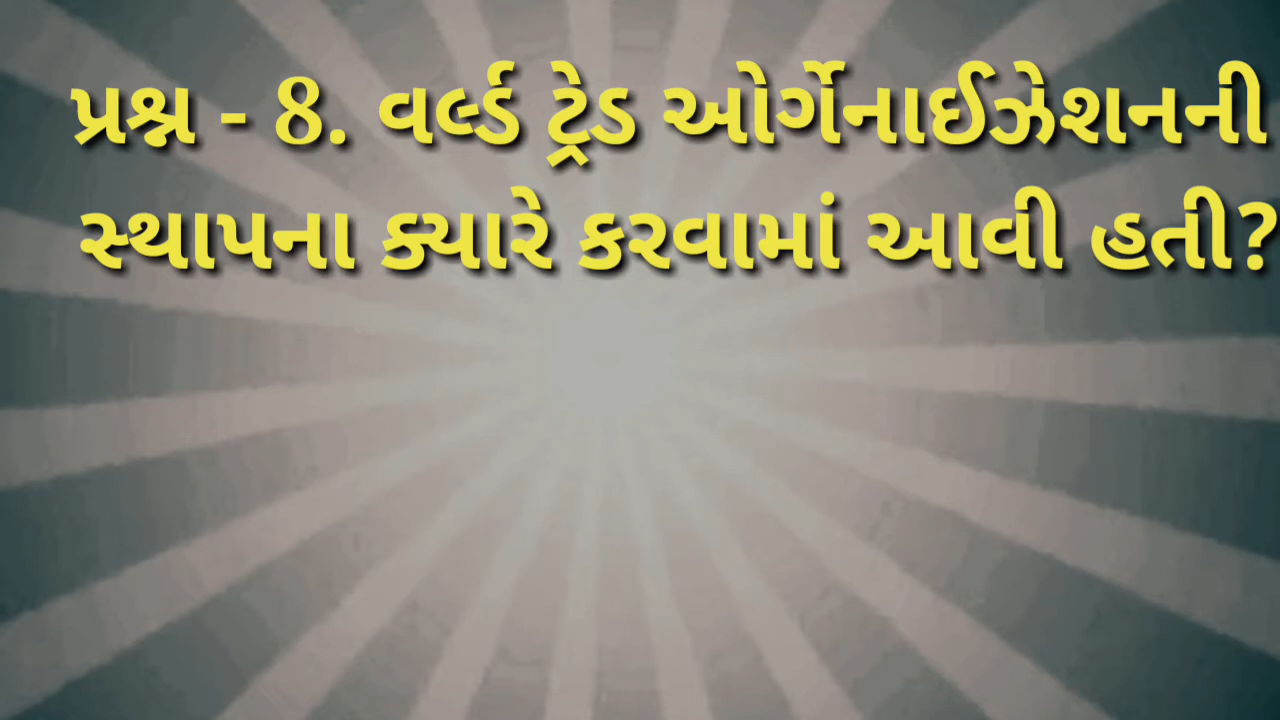 પ્રશ્ન - 8. વર્લ્ડ ટ્રેડ ઓર્ગેનાઈઝેશનની
સ્થાપના ક્યારે કરવામાં આવી હતી?